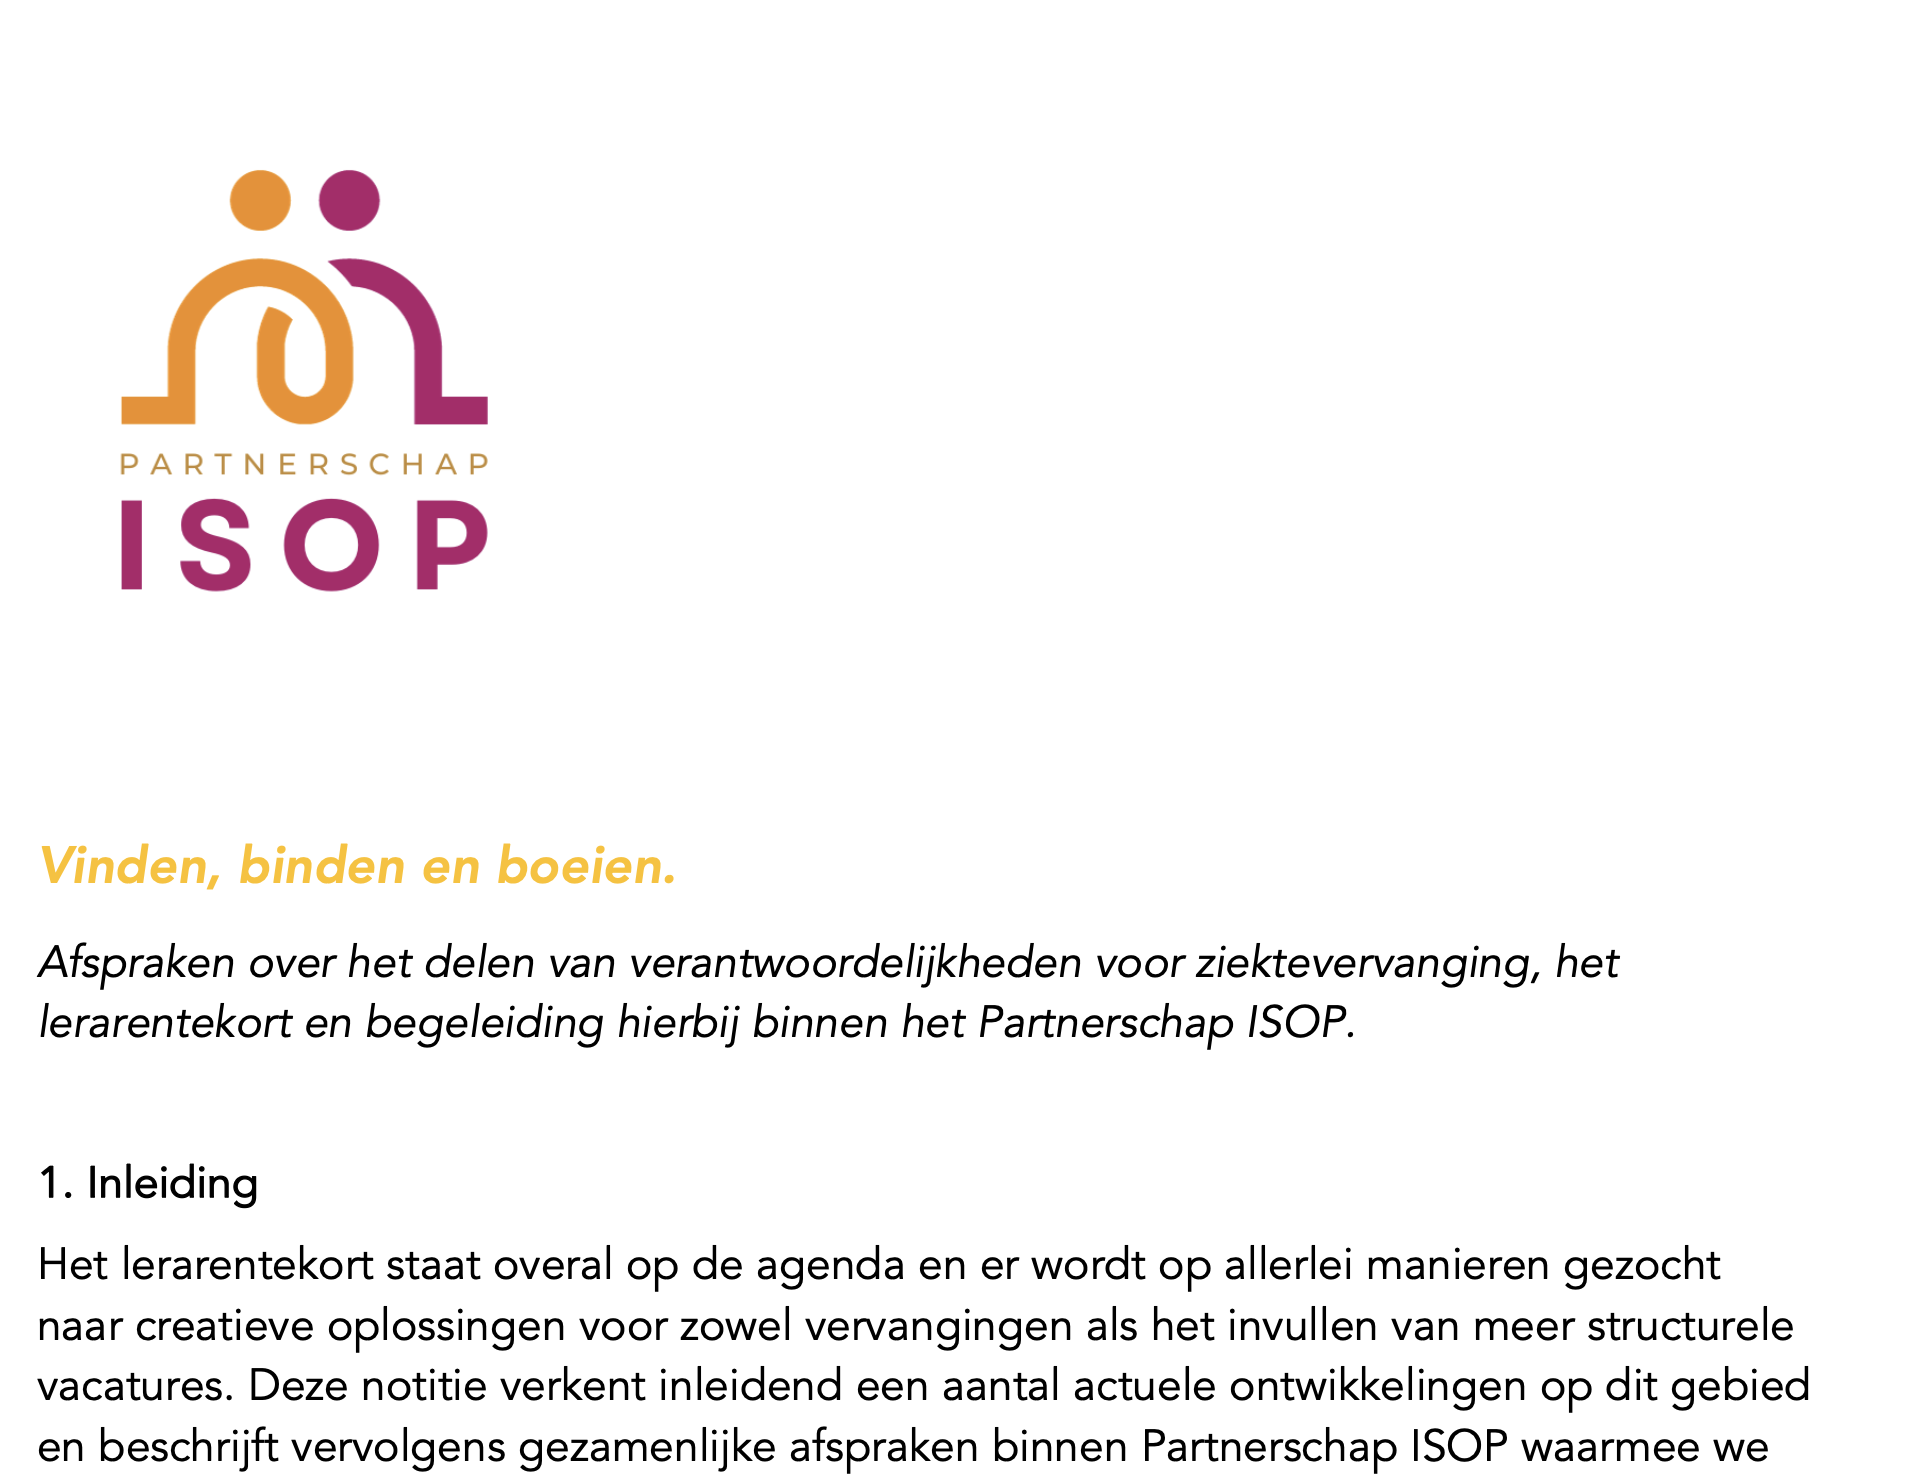 PARTNERSCHAP
ISOP
Vinden, binden en boeien.
Afspraken over het delen van verantwoordelijkheden voor ziektevervanging, het
lerarentekort en begeleiding hierbij binnen het Partnerschap ISOP.
1. Inleiding
Het lerarentekort staat overal op de agenda en er wordt op allerlei manieren gezocht
naar creatieve oplossingen voor zowel vervangingen als het invullen van meer structurele
vacatures. Deze notitie verkent inleidend een aantal actuele ontwikkelingen op dit gebied
en beschrijft vervolgens gezamenlijke afspraken binnen Partnerschap ISOP waarmee we